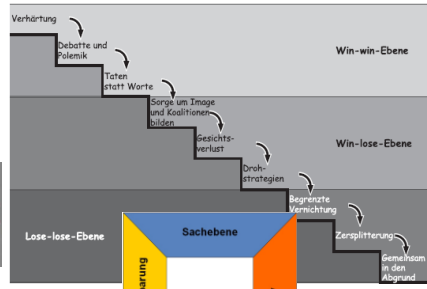 Verhärtung
Debatte und
Polemik
Win-win-Ebene
Taten
statt Worte
Sorge um Image
und Koalitionen
bilden
Gesichts-
verlust
Win-lose-Ebene
Droh-
strategien
Begrenzte
Vernichtung
Lose-lose-Ebene
Sachebene
Zersplitterung
Gemeinsam
in den
Abgrund
arung